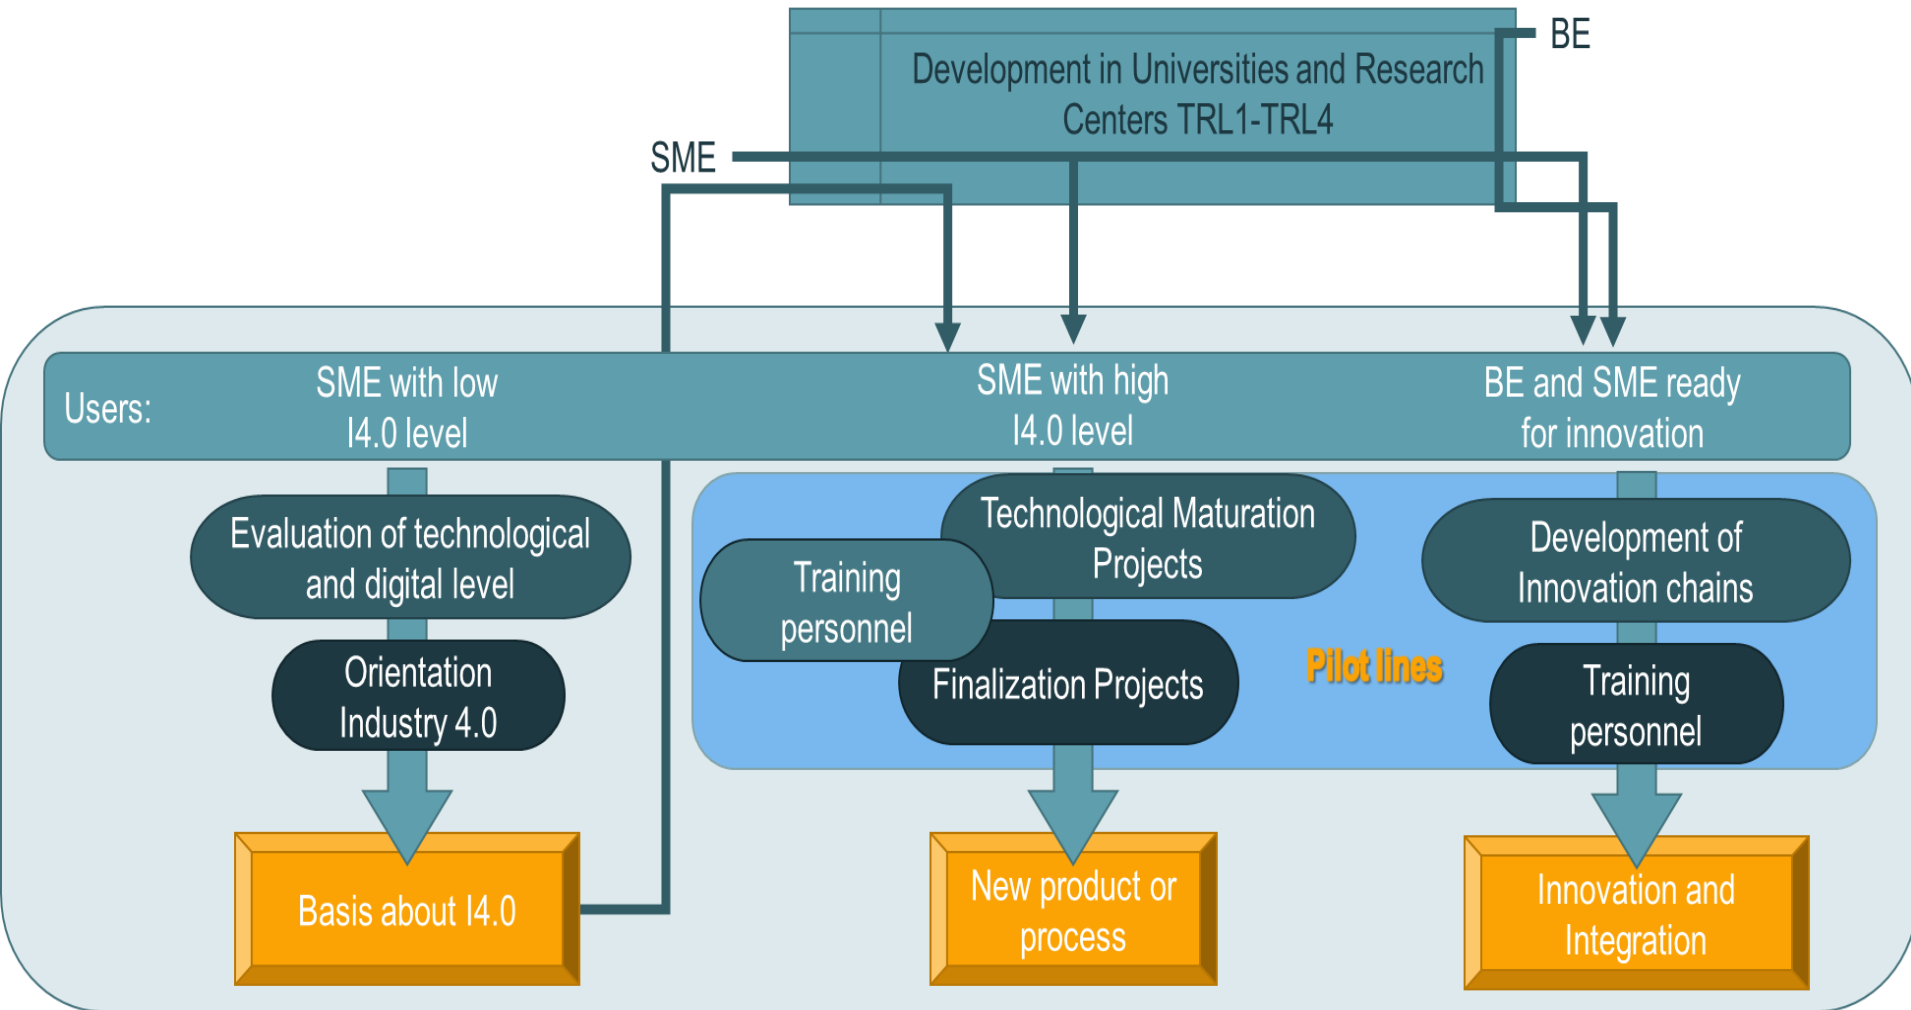 BE
Development in Universities and Research
Centers TRL1-TRL4
SME
Users:
SME with low
I4.0 level
SME with high
I4.0 level
BE and SME ready
for innovation
Evaluation of technological
and digital level
Orientation
Industry 4.0
Basis about I4.0
Technological Maturation
Projects
Training
personnel
Finalization Projects
Pilot lines
New product or
process
Development of
Innovation chains
Training
personnel
Innovation and
Integration